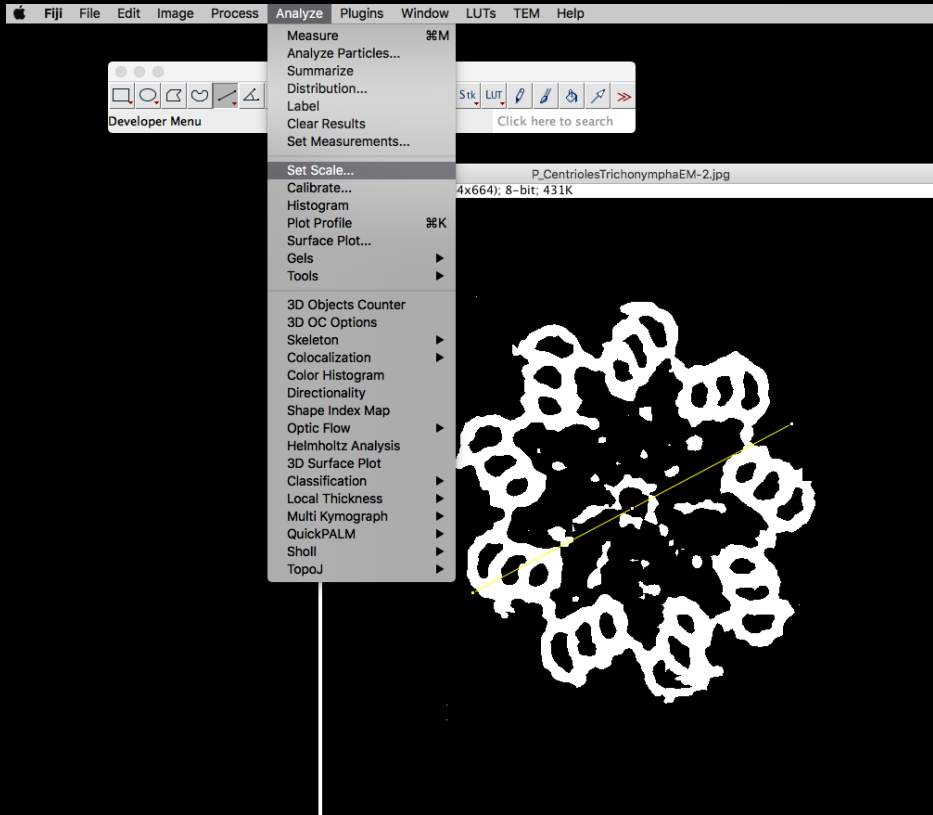 Fiji File Edit Image Process Analyze Plugins Window LUTs TEM Help
Measure ⌘M
Analyze Particles...
Summarize
Distribution...
Label
Clear Results
Set Measurements...
Set Scale...
Calibrate...
Histogram
Plot Profile ⌘K
Surface Plot...
Gels
Tools
3D Objects Counter
3D OC Options
Skeleton
Colocalization
Color Histogram
Directionality
Shape Index Map
Optic Flow
Helmholtz Analysis
3D Surface Plot
Classification
Local Thickness
Multi Kymograph
QuickPALM
Sholl
TopoJ
Stk LUT
Developer Menu
Click here to search
P_CentriolesTrichonymphaEM-2.jpg
4x664); 8-bit; 431K